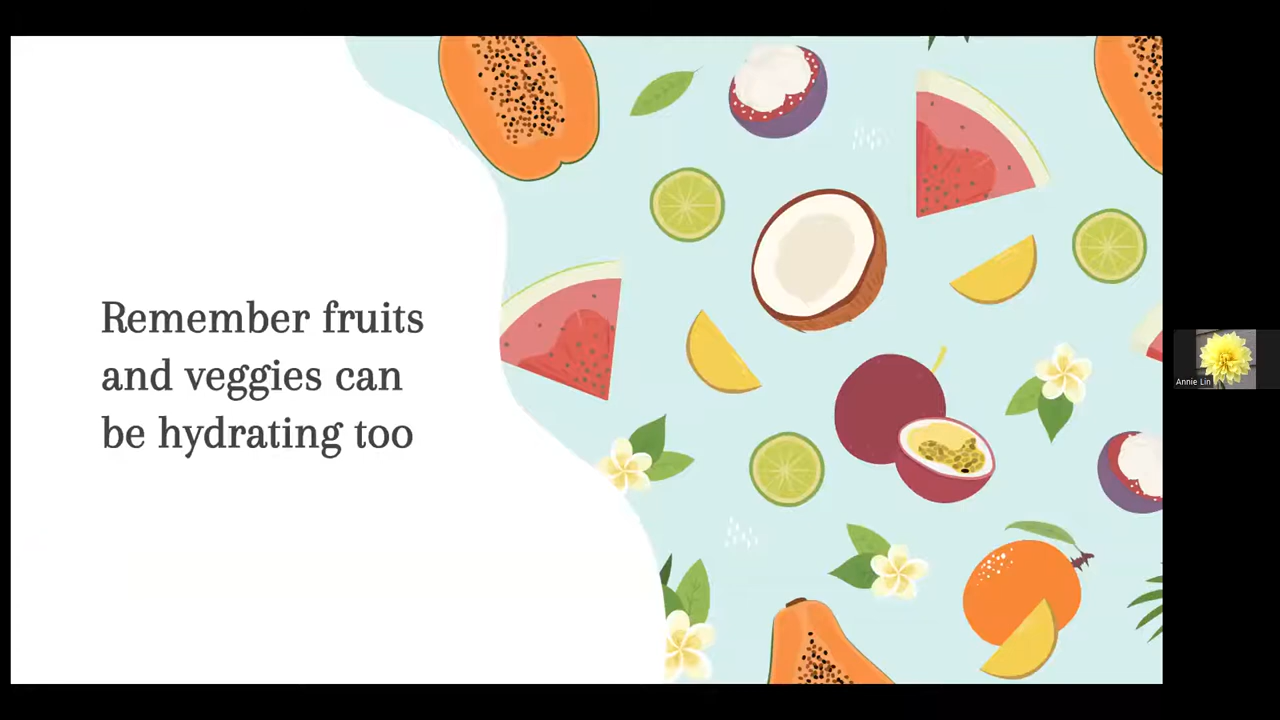 Remember fruits
and veggies can
be hydrating too
Annie Lin